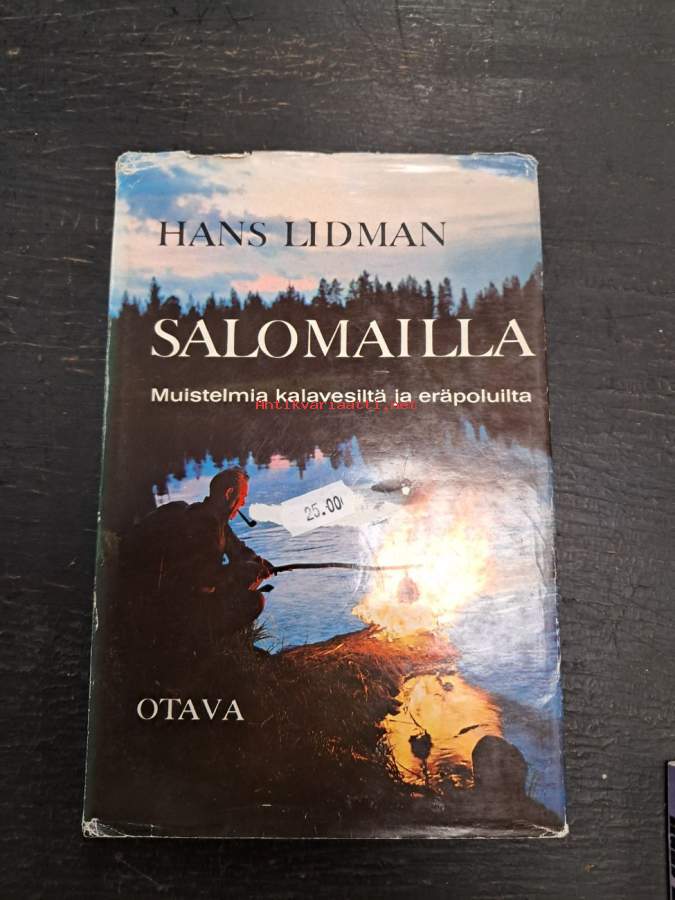 HANS LIDMAN
SALOMAILLA
Muistelmia kalavesiltä ja eräpoluilta
Antikvariaatti.net
25.00
OTAVA